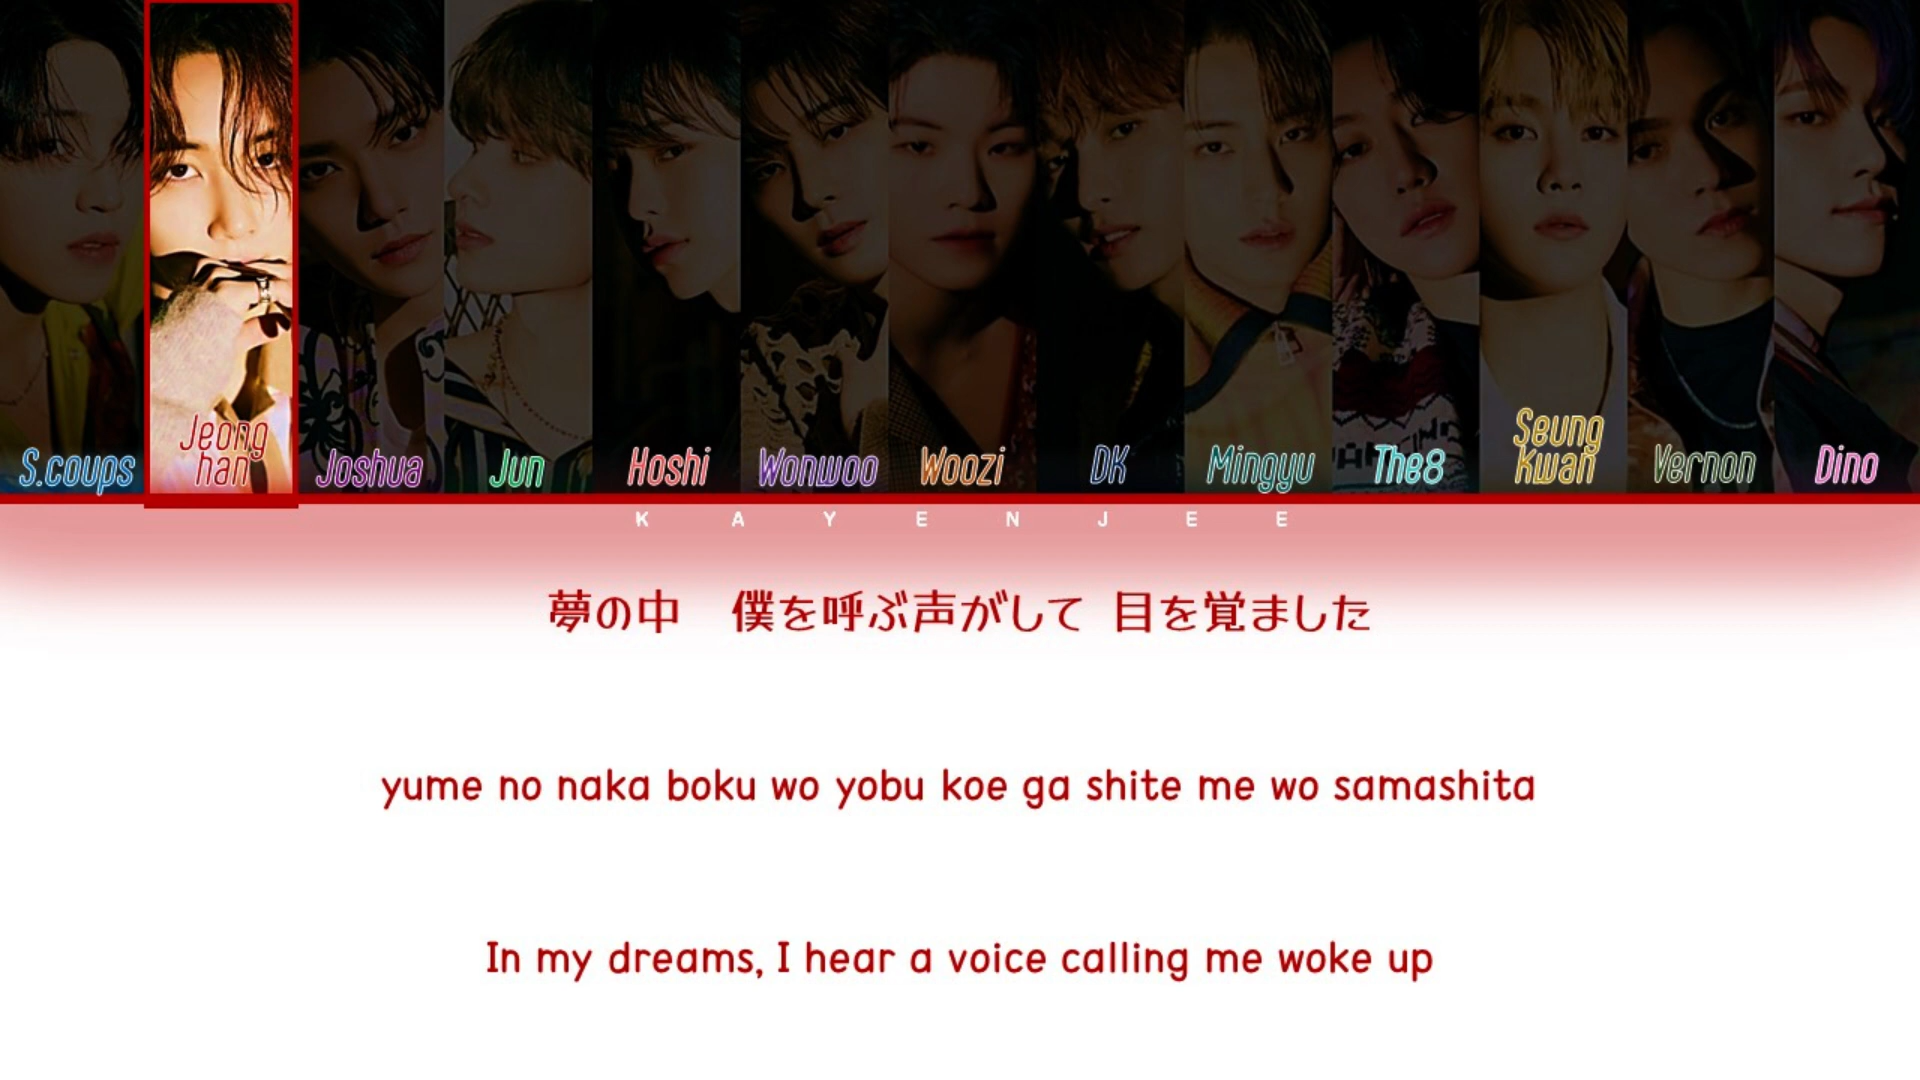 S.coups
Jeong
han
Joshua
Jun
Hoshi
Wonwoo
Woozi
DK
Mingyu
The8
Seung
Kwan
Vernon
Dino
K A Y E N J E E
夢の中　僕を呼ぶ声がして 目を覚ました
yume no naka boku wo yobu koe ga shite me wo samashita
In my dreams, I hear a voice calling me woke up